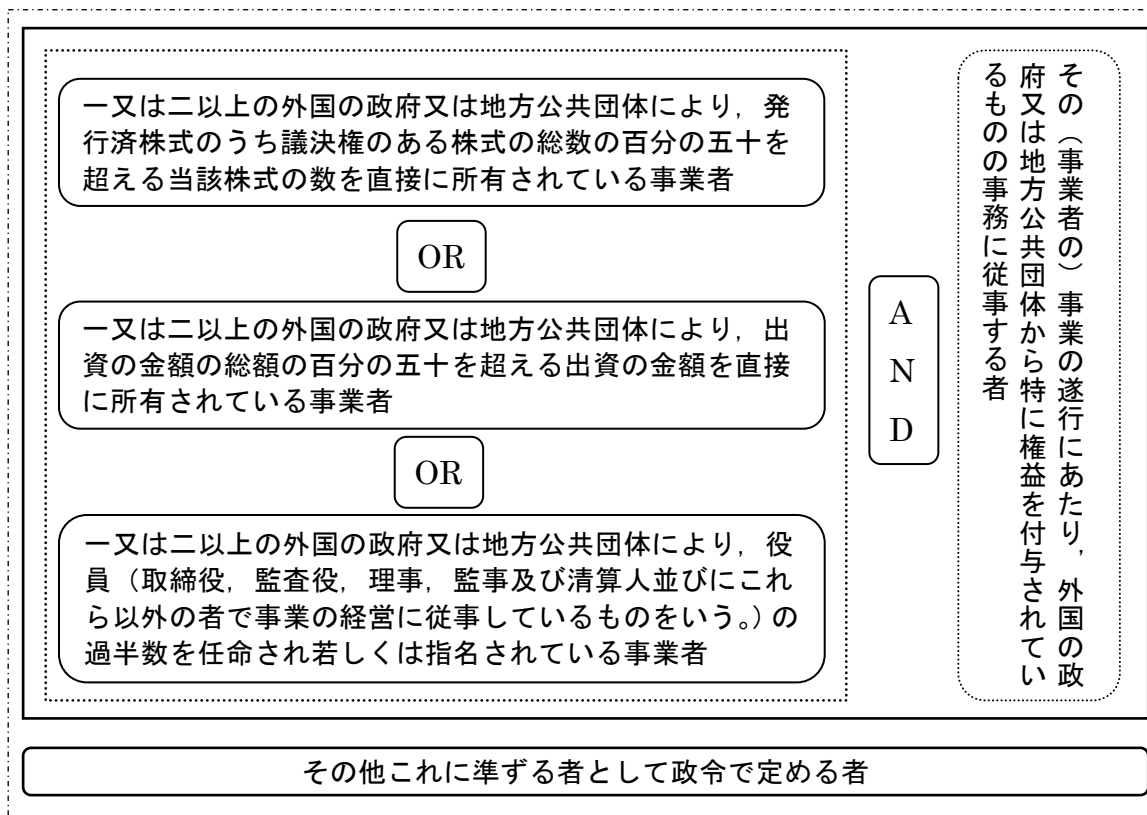 一又は二以上の外国の政府又は地方公共団体により，発
行済株式のうち議決権のある株式の総数の百分の五十を
超える当該株式の数を直接に所有されている事業者
OR
一又は二以上の外国の政府又は地方公共団体により，出
資の金額の総額の百分の五十を超える出資の金額を直接
に所有されている事業者
OR
一又は二以上の外国の政府又は地方公共団体により，役
員（取締役，監査役，理事，監事及び清算人並びにこれ
ら以外の者で事業の経営に従事しているものをいう。）の
過半数を任命され若しくは指名されている事業者
A
N
D
その（事業者の）事業の遂行にあたり，外国の政
府又は地方公共団体から特に権益を付与されてい
るものの事務に従事する者
その他これに準ずる者として政令で定める者